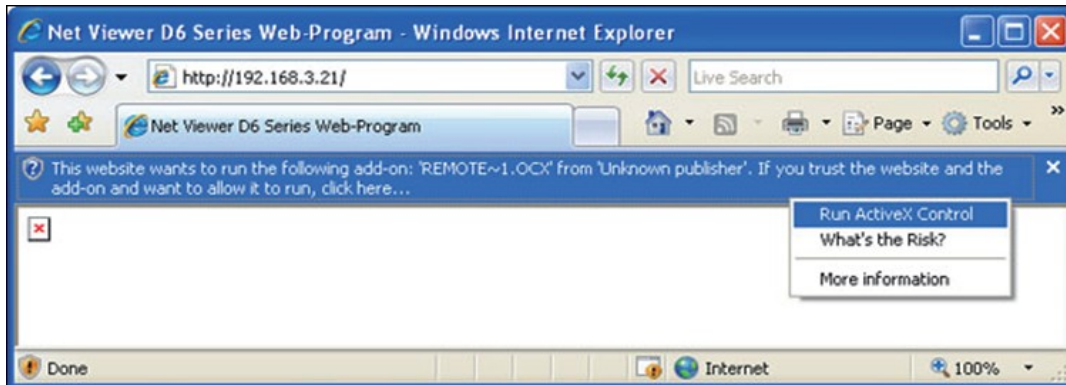 Net Viewer D6 Series Web-Program - Windows Internet Explorer
http://192.168.3.21/
Live Search
Net Viewer D6 Series Web-Program
Page
Tools
»
This website wants to run the following add-on: 'REMOTE~1.OCX' from 'Unknown publisher'. If you trust the website and the
add-on and want to allow it to run, click here...
Run ActiveX Control
What's the Risk?
More information
Done
Internet
100%